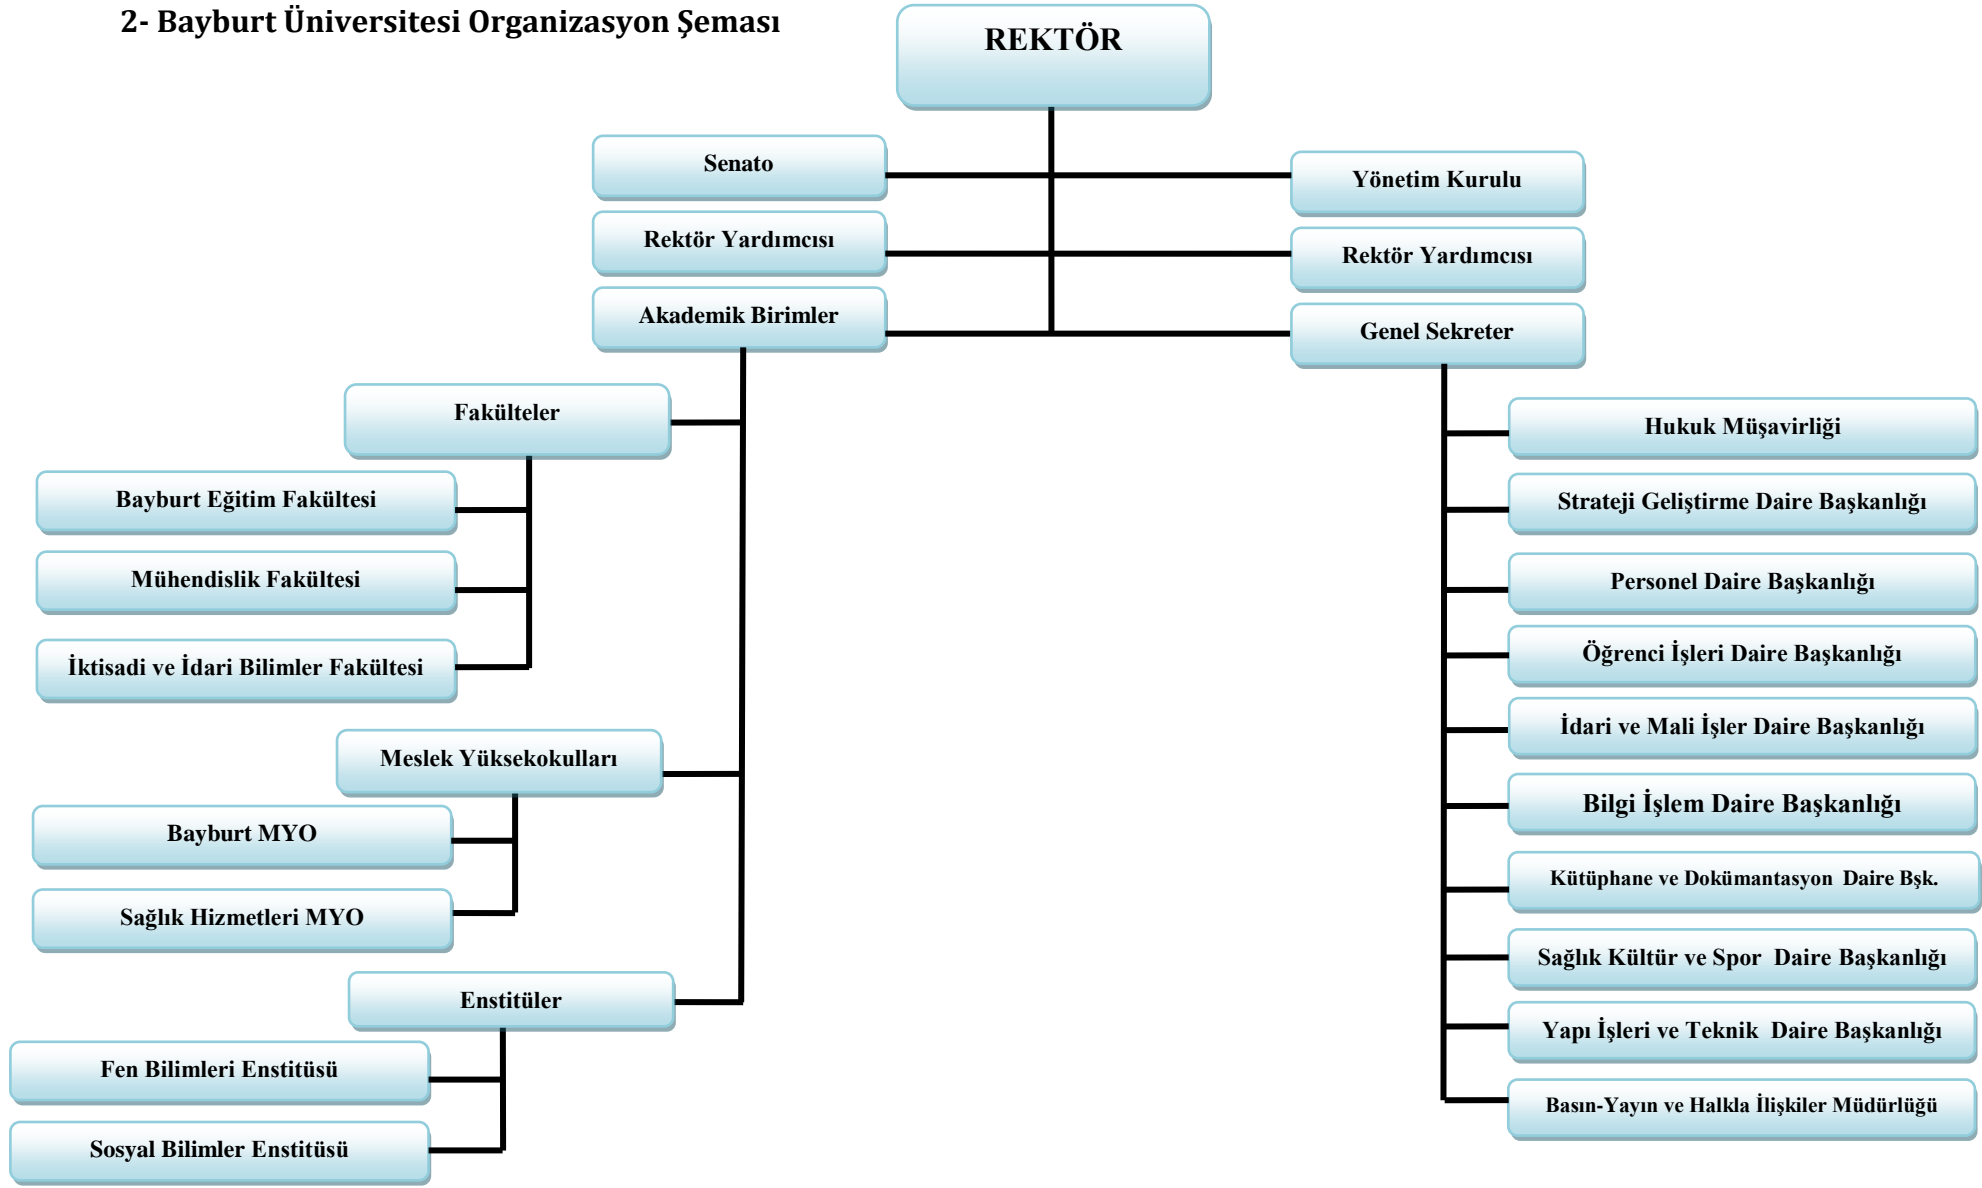 2- Bayburt Üniversitesi Organizasyon Şeması
REKTÖR
Senato
Yönetim Kurulu
Rektör Yardımcısı
Rektör Yardımcısı
Akademik Birimler
Genel Sekreter
Fakülteler
Bayburt Eğitim Fakültesi
Mühendislik Fakültesi
İktisadi ve İdari Bilimler Fakültesi
Meslek Yüksekokulları
Bayburt MYO
Sağlık Hizmetleri MYO
Enstitüler
Fen Bilimleri Enstitüsü
Sosyal Bilimler Enstitüsü
Hukuk Müşavirliği
Strateji Geliştirme Daire Başkanlığı
Personel Daire Başkanlığı
Öğrenci İşleri Daire Başkanlığı
İdari ve Mali İşler Daire Başkanlığı
Bilgi İşlem Daire Başkanlığı
Kütüphane ve Dokümantasyon Daire Bşk.
Sağlık Kültür ve Spor Daire Başkanlığı
Yapı İşleri ve Teknik Daire Başkanlığı
Basın-Yayın ve Halkla İlişkiler Müdürlüğü